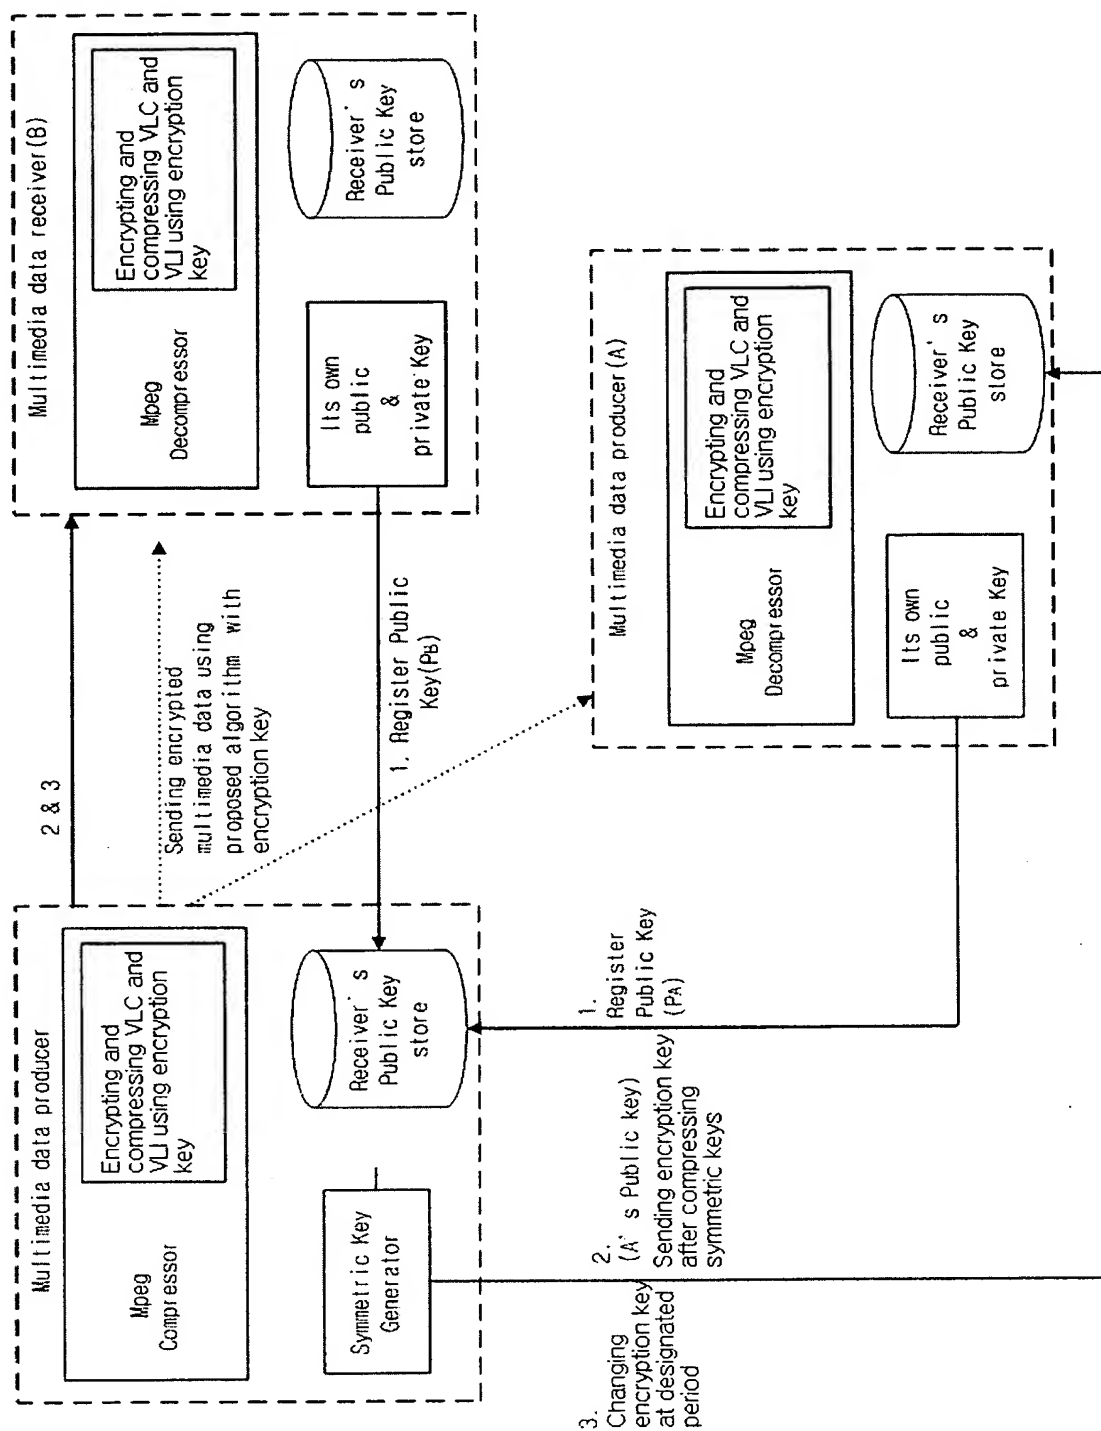 Multimedia data producer
Mpeg
Compressor
Encrypting and
compressing VLC and
VLI using encryption
key
Symmetric Key
Generator
Receiver's
Public Key
store
2 & 3
Sending encrypted
multimedia data using
proposed algorithm with
encryption key
1. Register Public
Key(PB)
Multimedia data receiver(B)
Mpeg
Decompressor
Encrypting and
compressing VLC and
VLI using encryption
key
Its own
public
&
private Key
Receiver's
Public Key
store
3.
Changing
encryption key
at designated
period
2.
(A's Public key)
Sending encryption key
after compressing
symmetric keys
1.
Register
Public Key
(PA)
Multimedia data producer(A)
Mpeg
Decompressor
Encrypting and
compressing VLC and
VLI using encryption
key
Its own
public
&
private Key
Receiver's
Public Key
store